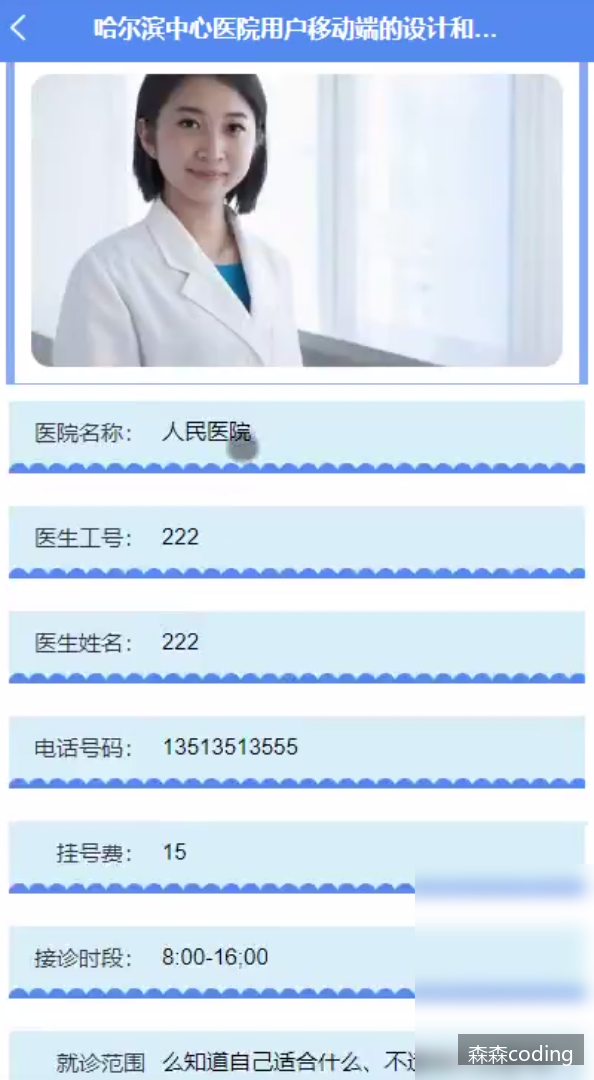 哈尔滨中心医院用户移动端的设计和...
医院名称： 人民医院
医生工号： 222
医生姓名： 222
电话号码： 13513513555
挂号费： 15
接诊时段： 8:00-16;00
就诊范围 么知道自己适合什么、不适
森森coding